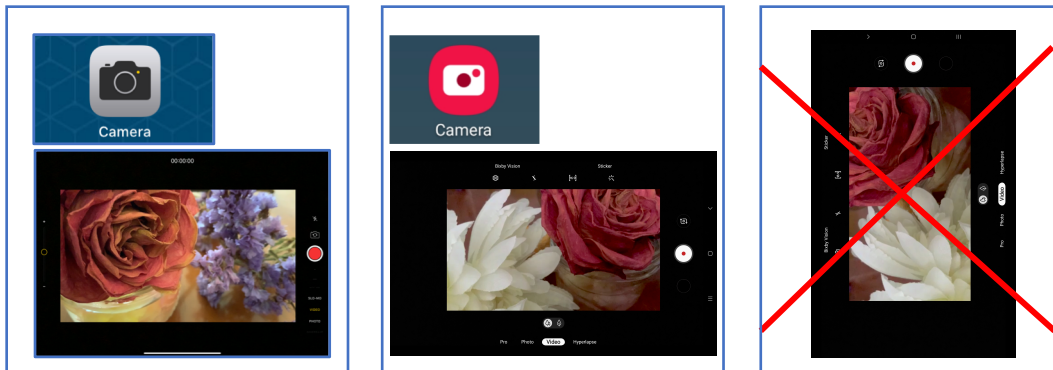 Camera
00:00:00
SLO-MO
VIDEO
PHOTO
Camera
Bixby Vision
Sticker
Pro
Photo
Video
Hyperlapse
Sticker
Bixby Vision
Hyperlapse
Video
Photo
Pro